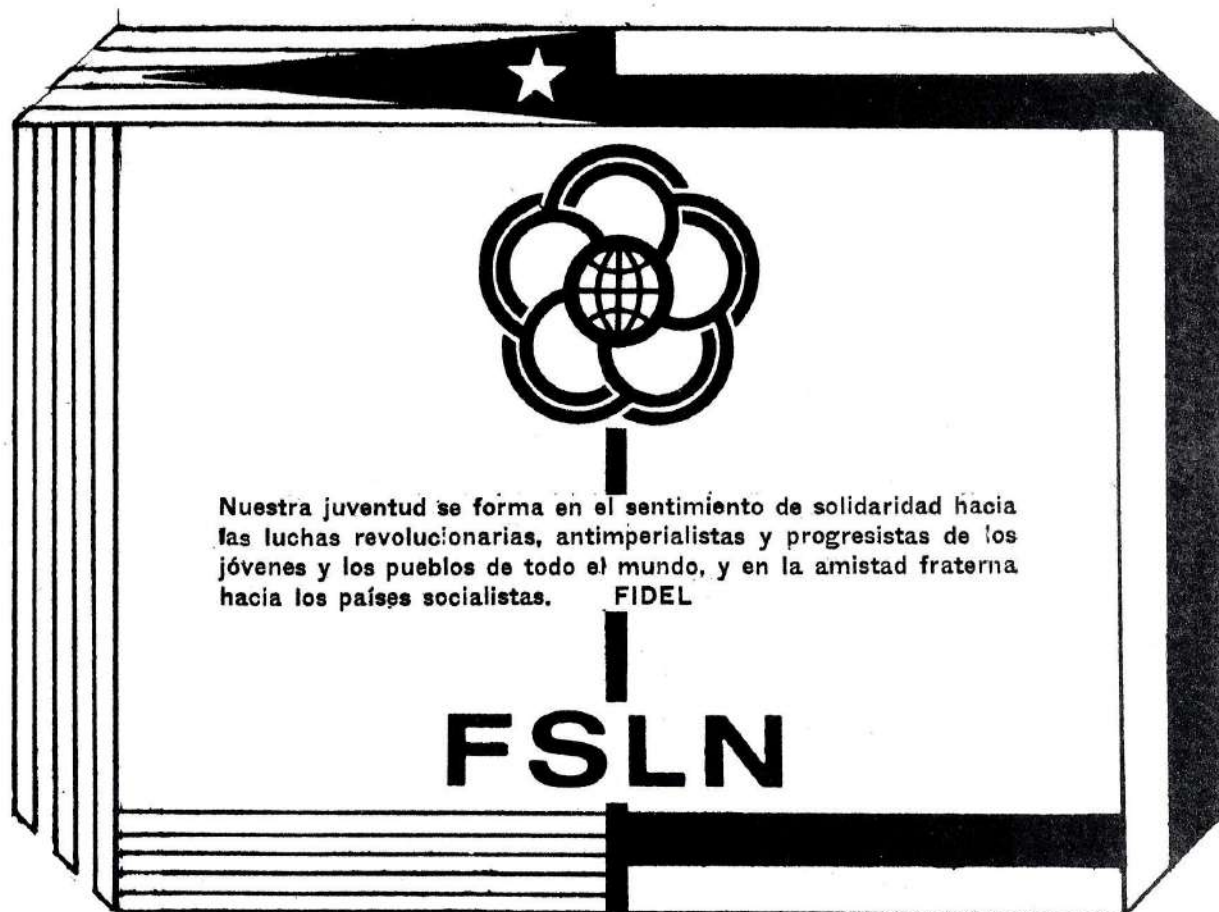 Nuestra juventud se forma en el sentimiento de solidaridad hacia
las luchas revolucionarias, antimperialistas y progresistas de los
jóvenes y los pueblos de todo el mundo, y en la amistad fraterna
hacia los países socialistas. FIDEL
FSLN